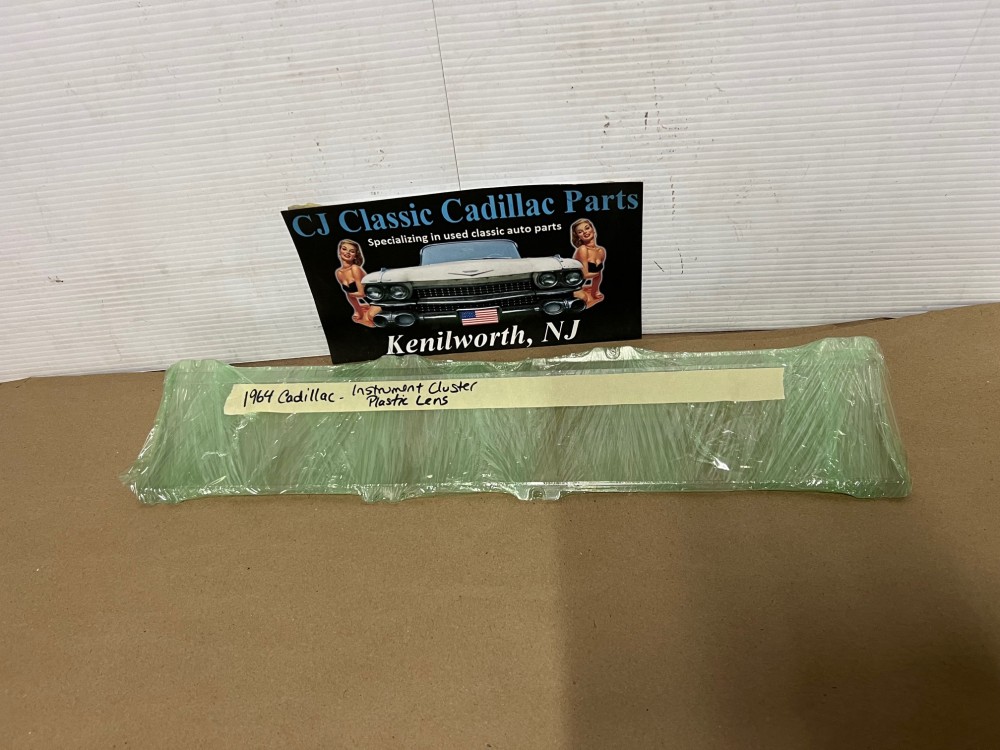 CJ Classic Cadillac Parts
Specializing in used classic auto parts
Kenilworth, NJ
1964 Cadillac - Instrument Cluster
Plastic Lens